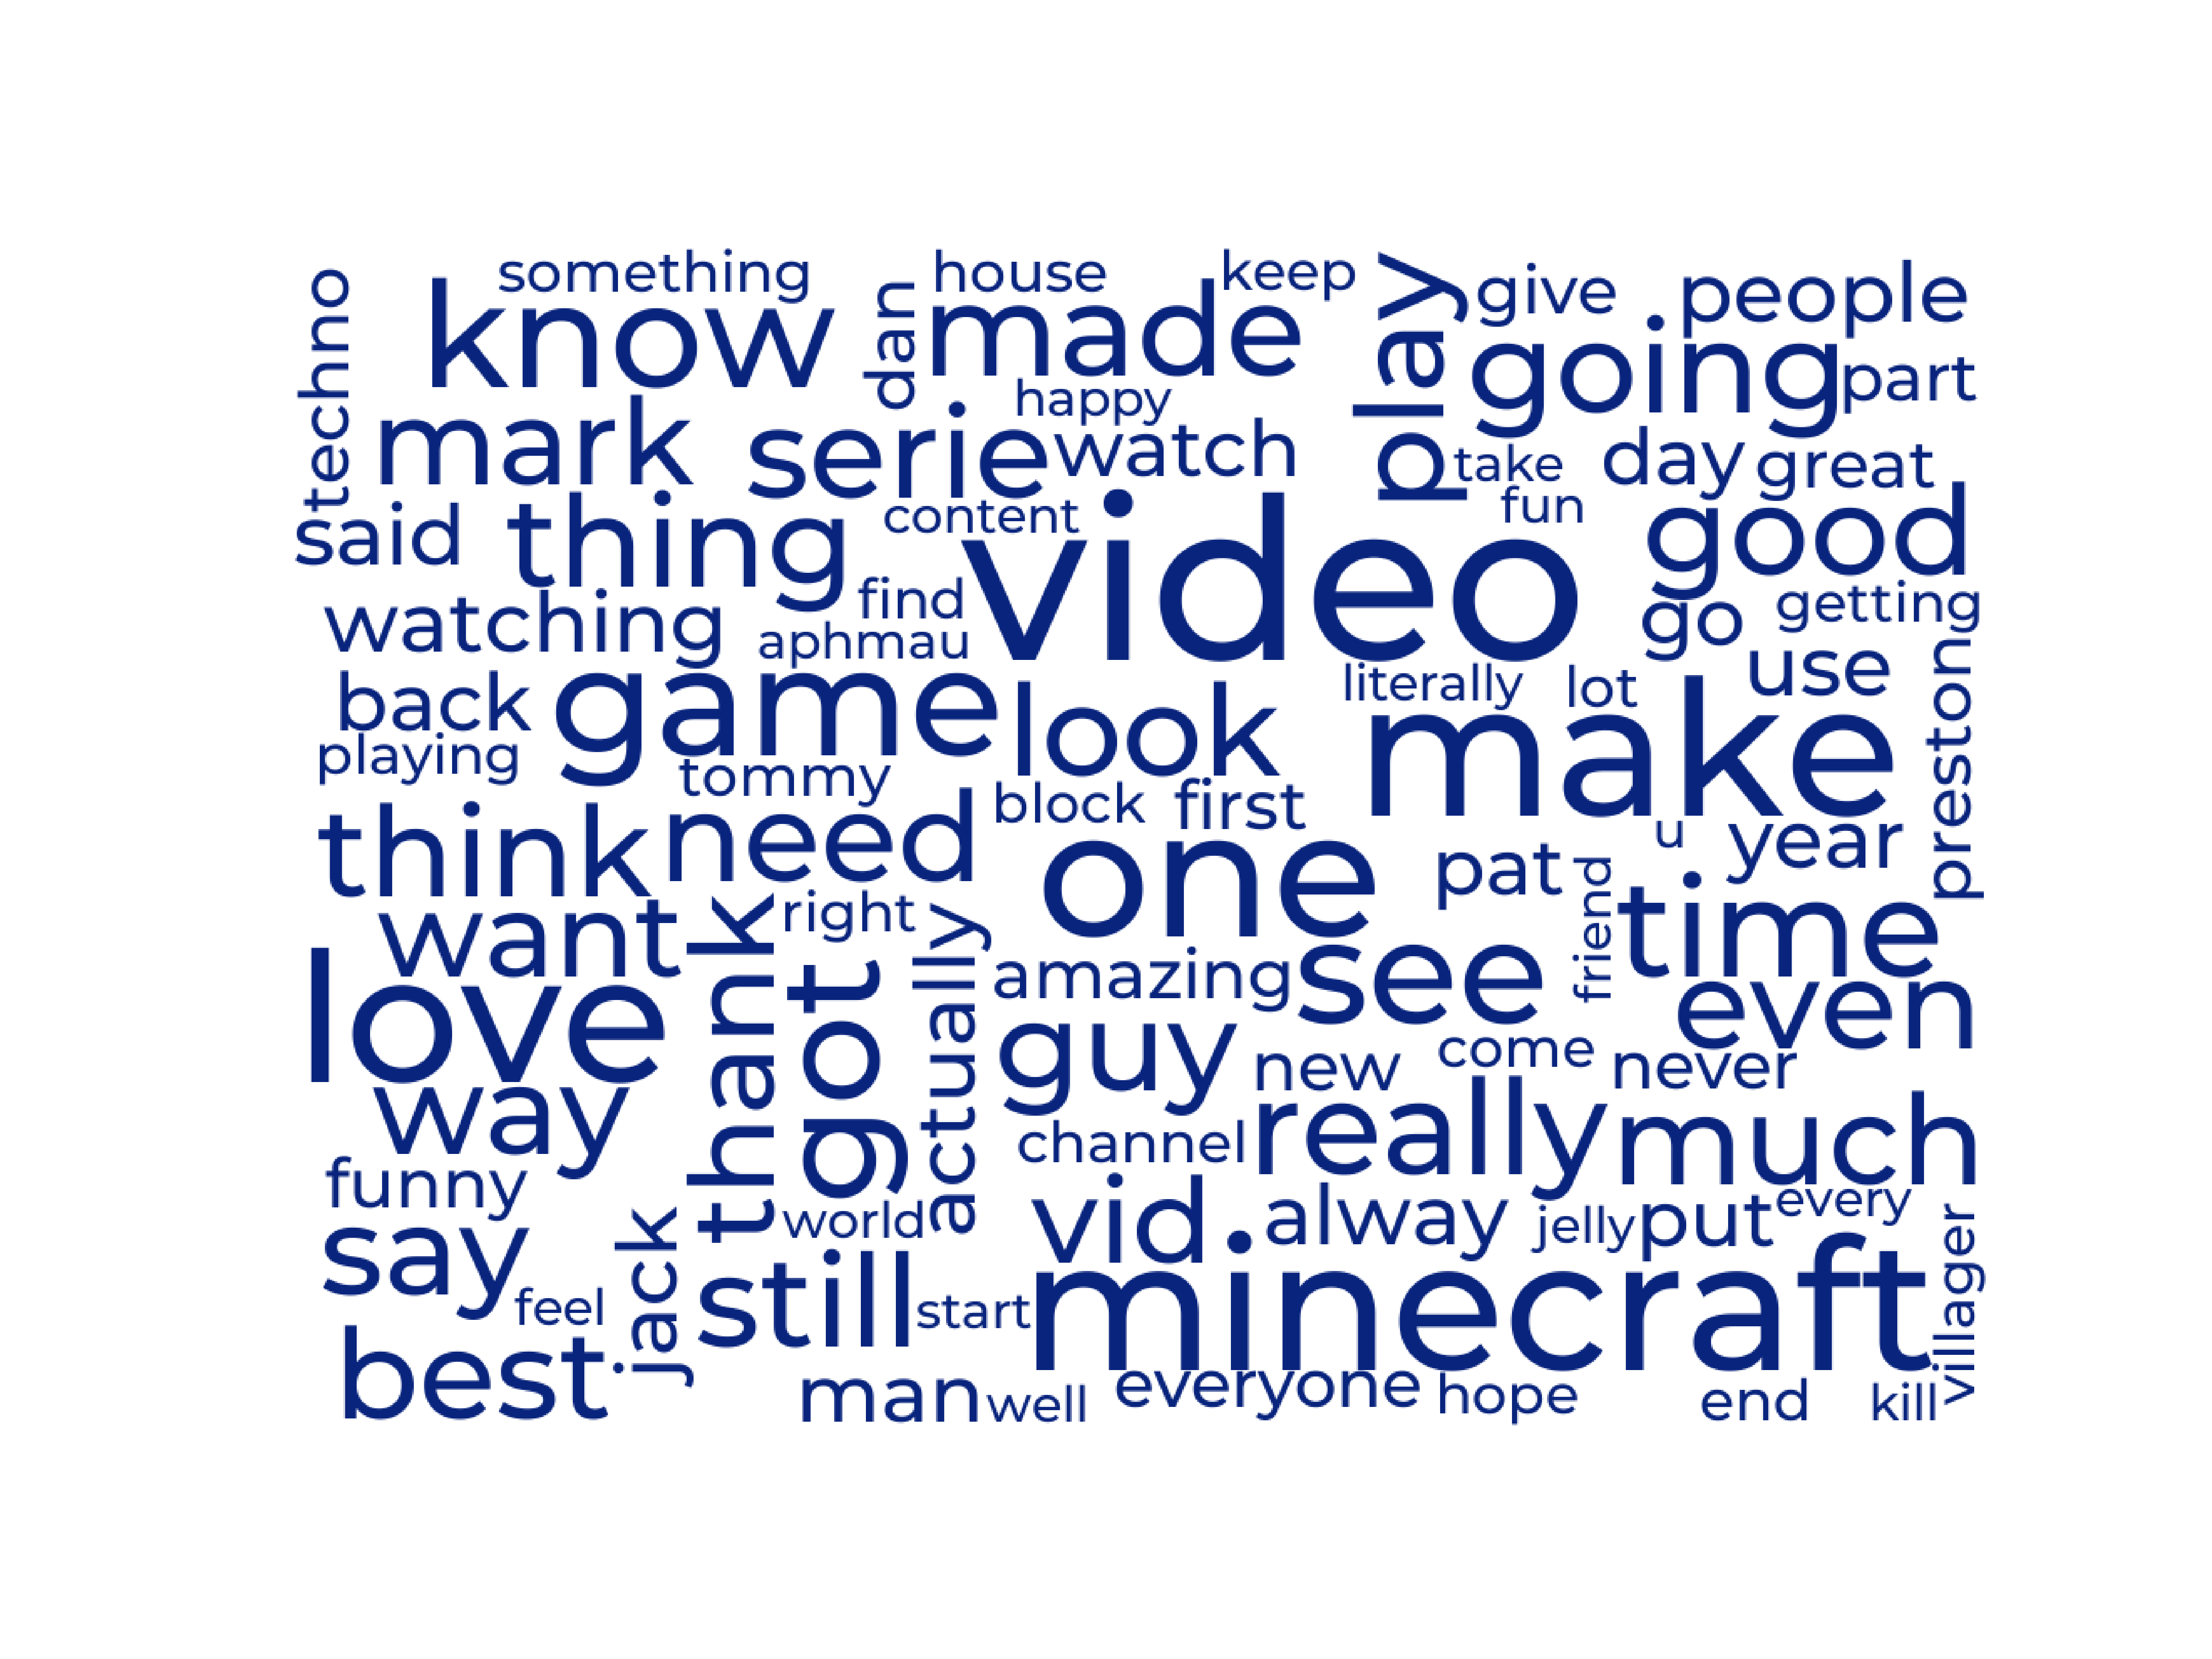 something house keep
techno know dan made play give people
going part
happy
mark serie watch take day great
said thing content fun good
video
watching find go getting
aphmau
back game look literally lot use preston
playing tommy make
block first
think need one pat u year
friend time
want thank right actually
love got amazing see even
guy new come never
way channel really much
funny
world vid alway jelly put every
say jack still villager
feel start minecraft
best man well everyone hope end kill